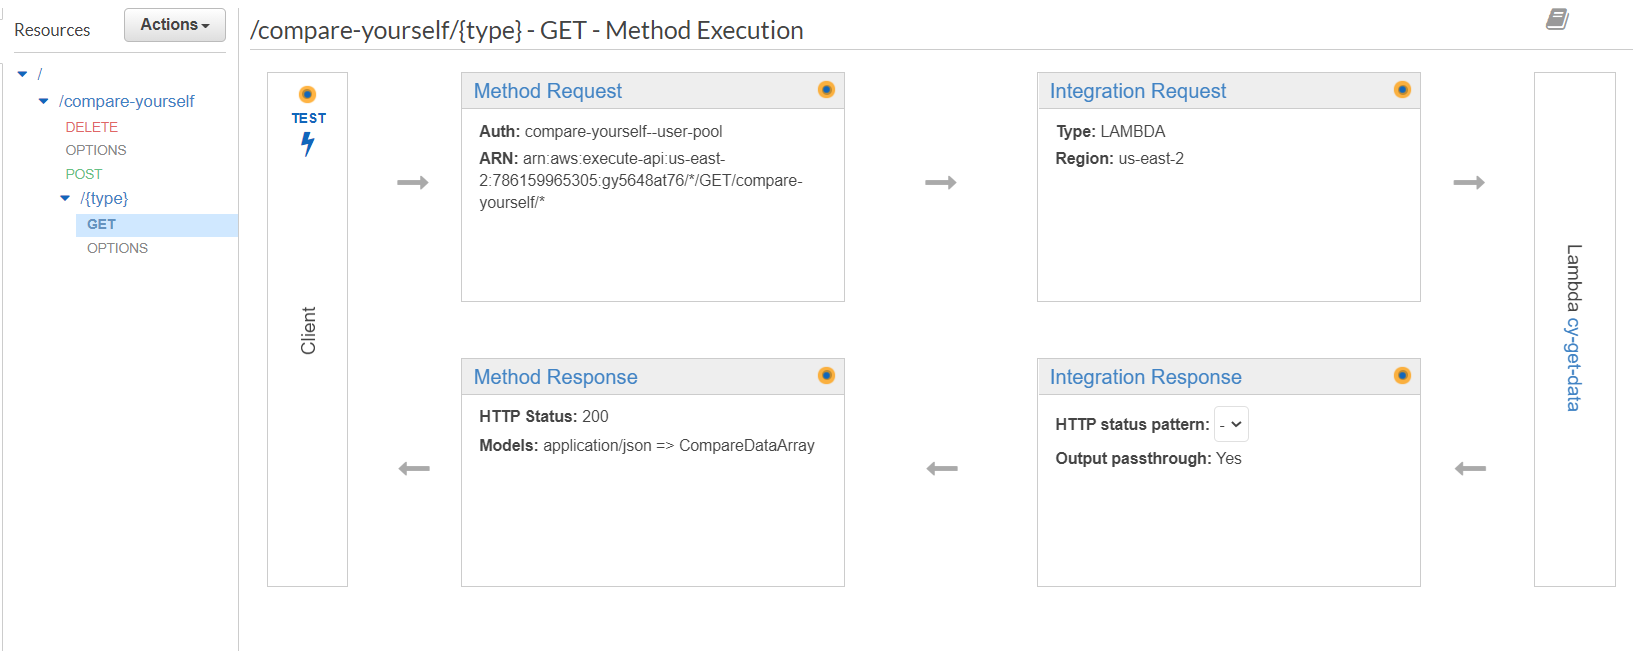 Resources
Actions
/compare-yourself/{type} - GET - Method Execution
/
/compare-yourself
DELETE
OPTIONS
POST
/{type}
GET
OPTIONS
TEST
Client
Method Request
Auth: compare-yourself--user-pool
ARN: arn:aws:execute-api:us-east-
2:786159965305:gy5648at76/*/GET/compare-
yourself/*
Integration Request
Type: LAMBDA
Region: us-east-2
Lambda cy-get-data
Method Response
HTTP Status: 200
Models: application/json => CompareDataArray
Integration Response
HTTP status pattern: -
Output passthrough: Yes